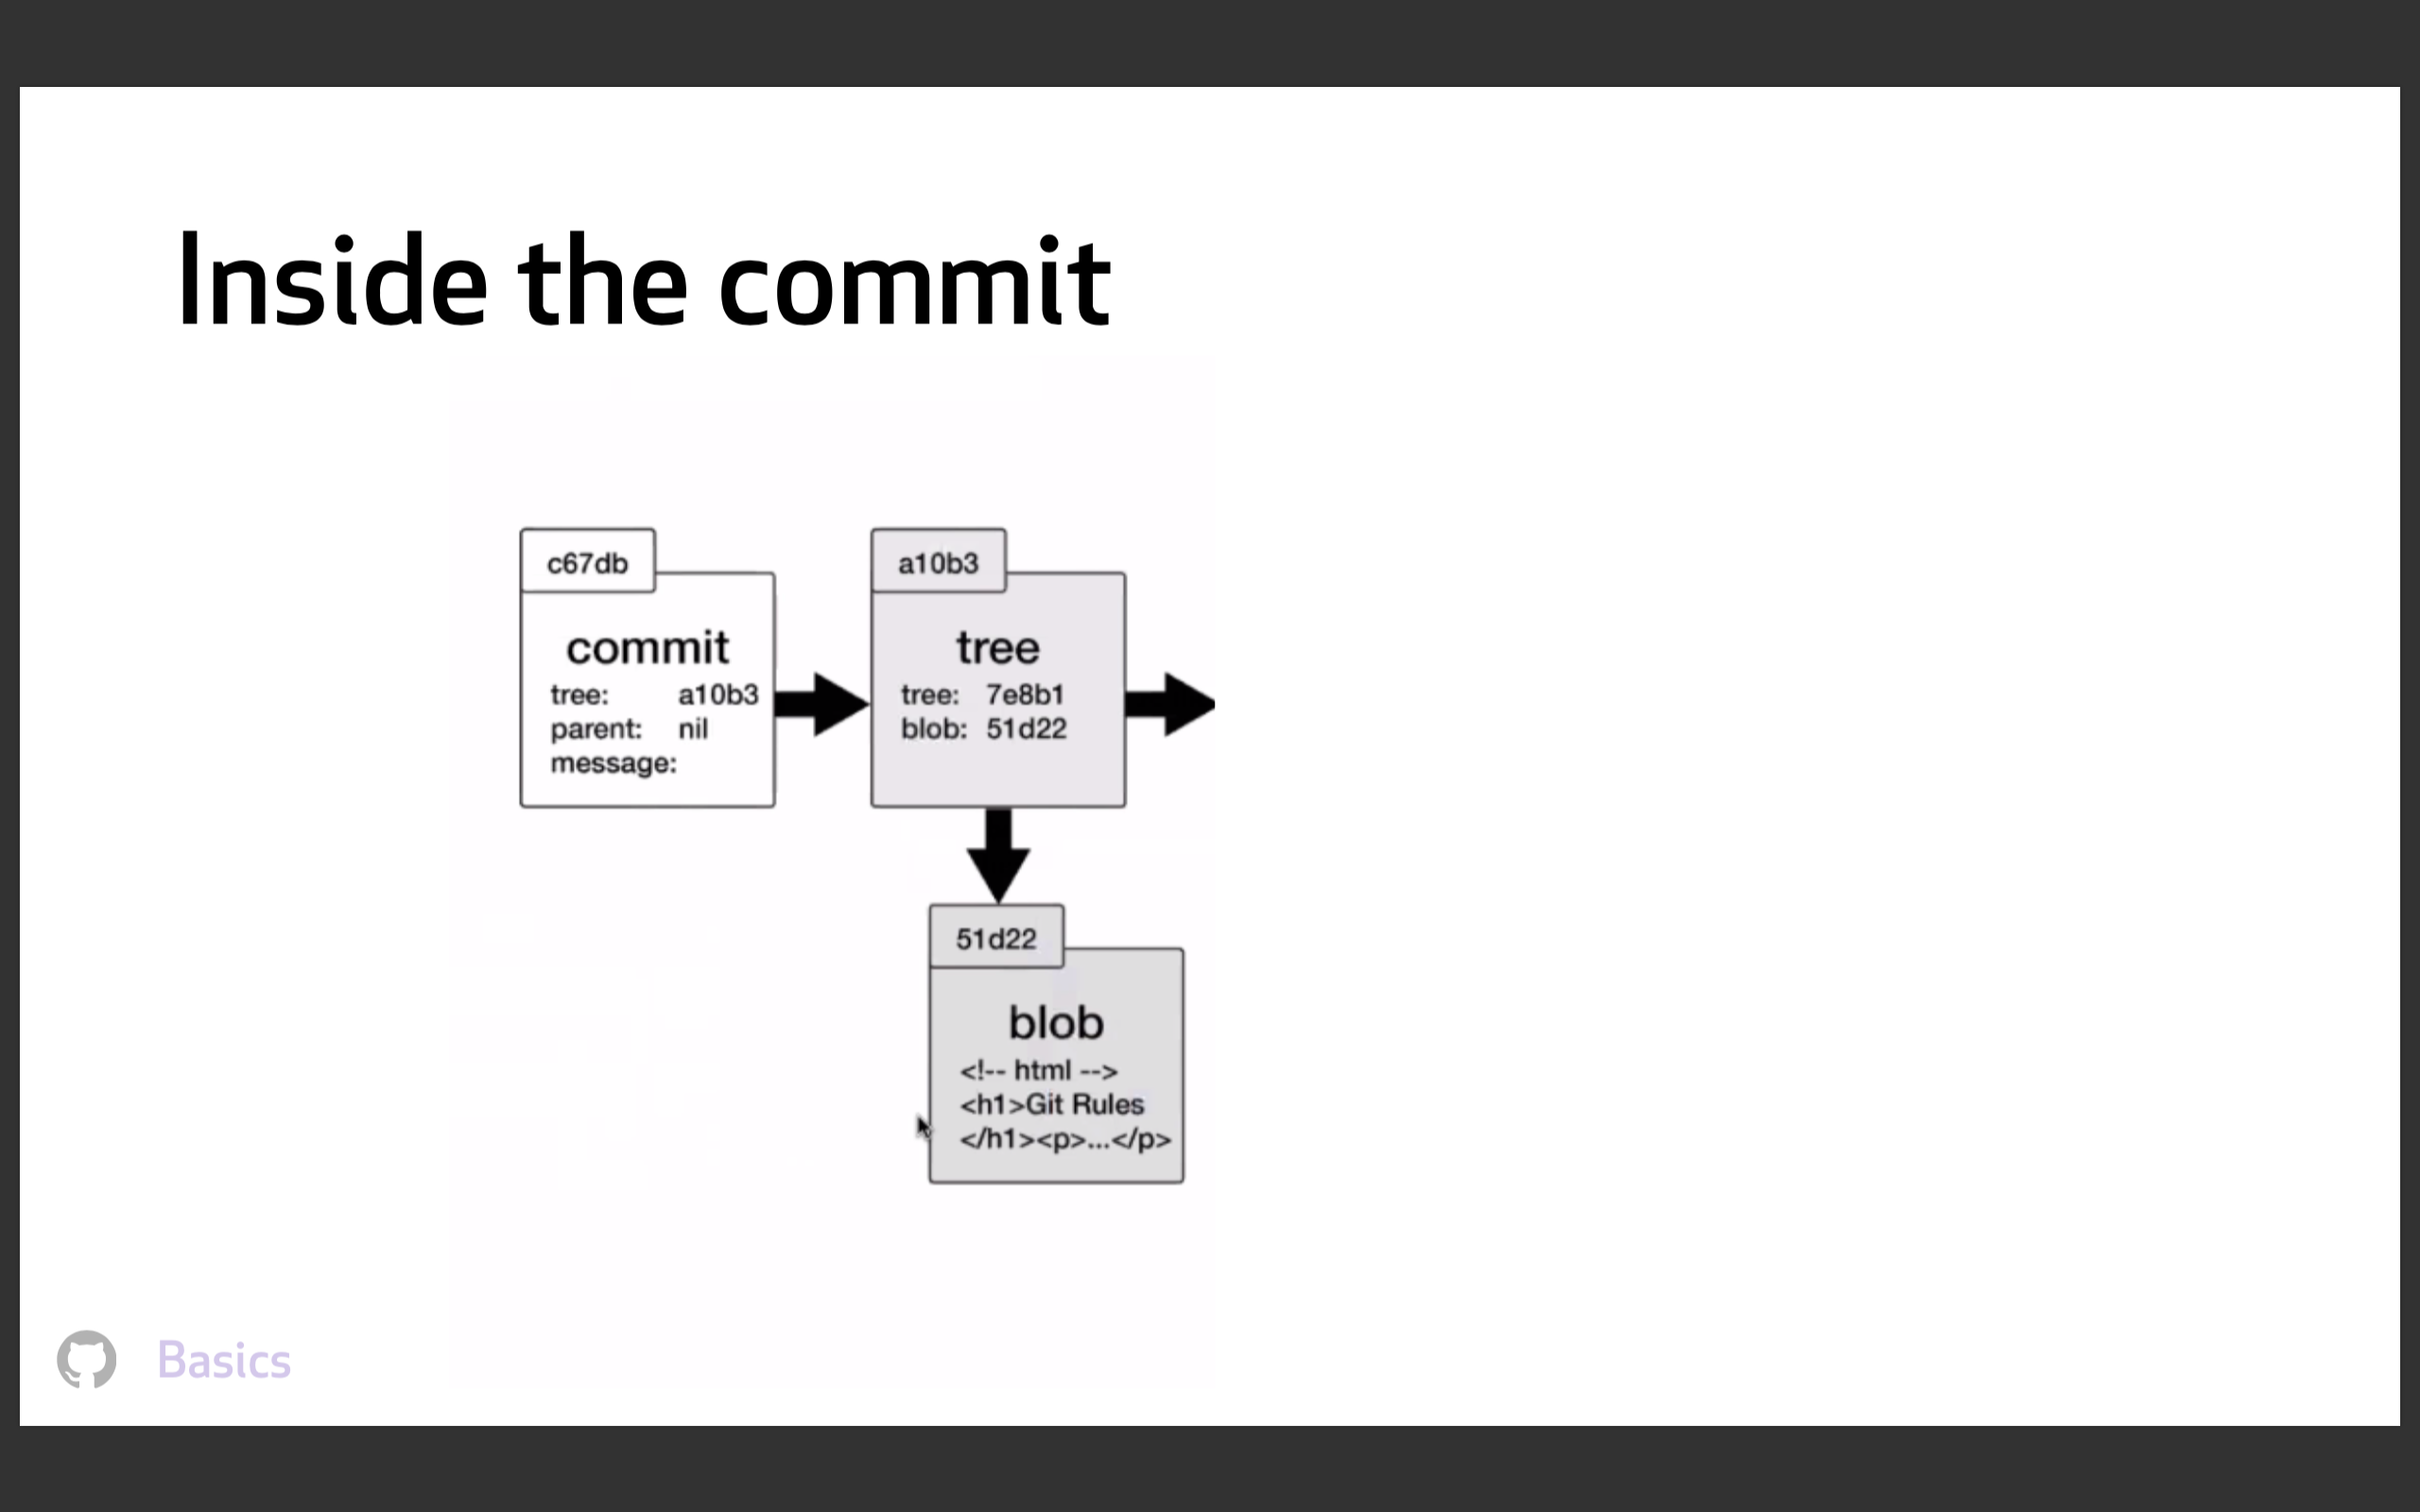 Inside the commit
c67db
commit
tree: a10b3
parent: nil
message:
a10b3
tree
tree: 7e8b1
blob: 51d22
51d22
blob
<!-- html -->
<h1>Git Rules
</h1><p>...</p>
Basics